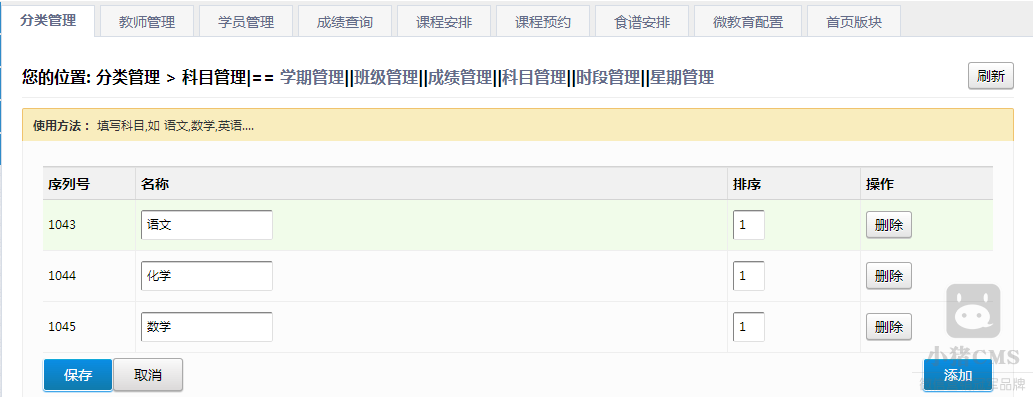 分类管理 教师管理 学员管理 成绩查询 课程安排 课程预约 食谱安排 微教育配置 首页版块
您的位置: 分类管理 > 科目管理|== 学期管理||班级管理||成绩管理||科目管理||时段管理||星期管理 刷新
使用方法： 填写科目,如 语文,数学,英语....
序列号 名称 排序 操作
1043 语文 1 删除
1044 化学 1 删除
1045 数学 1 删除
小猪CMS
保存 取消 添加
品牌